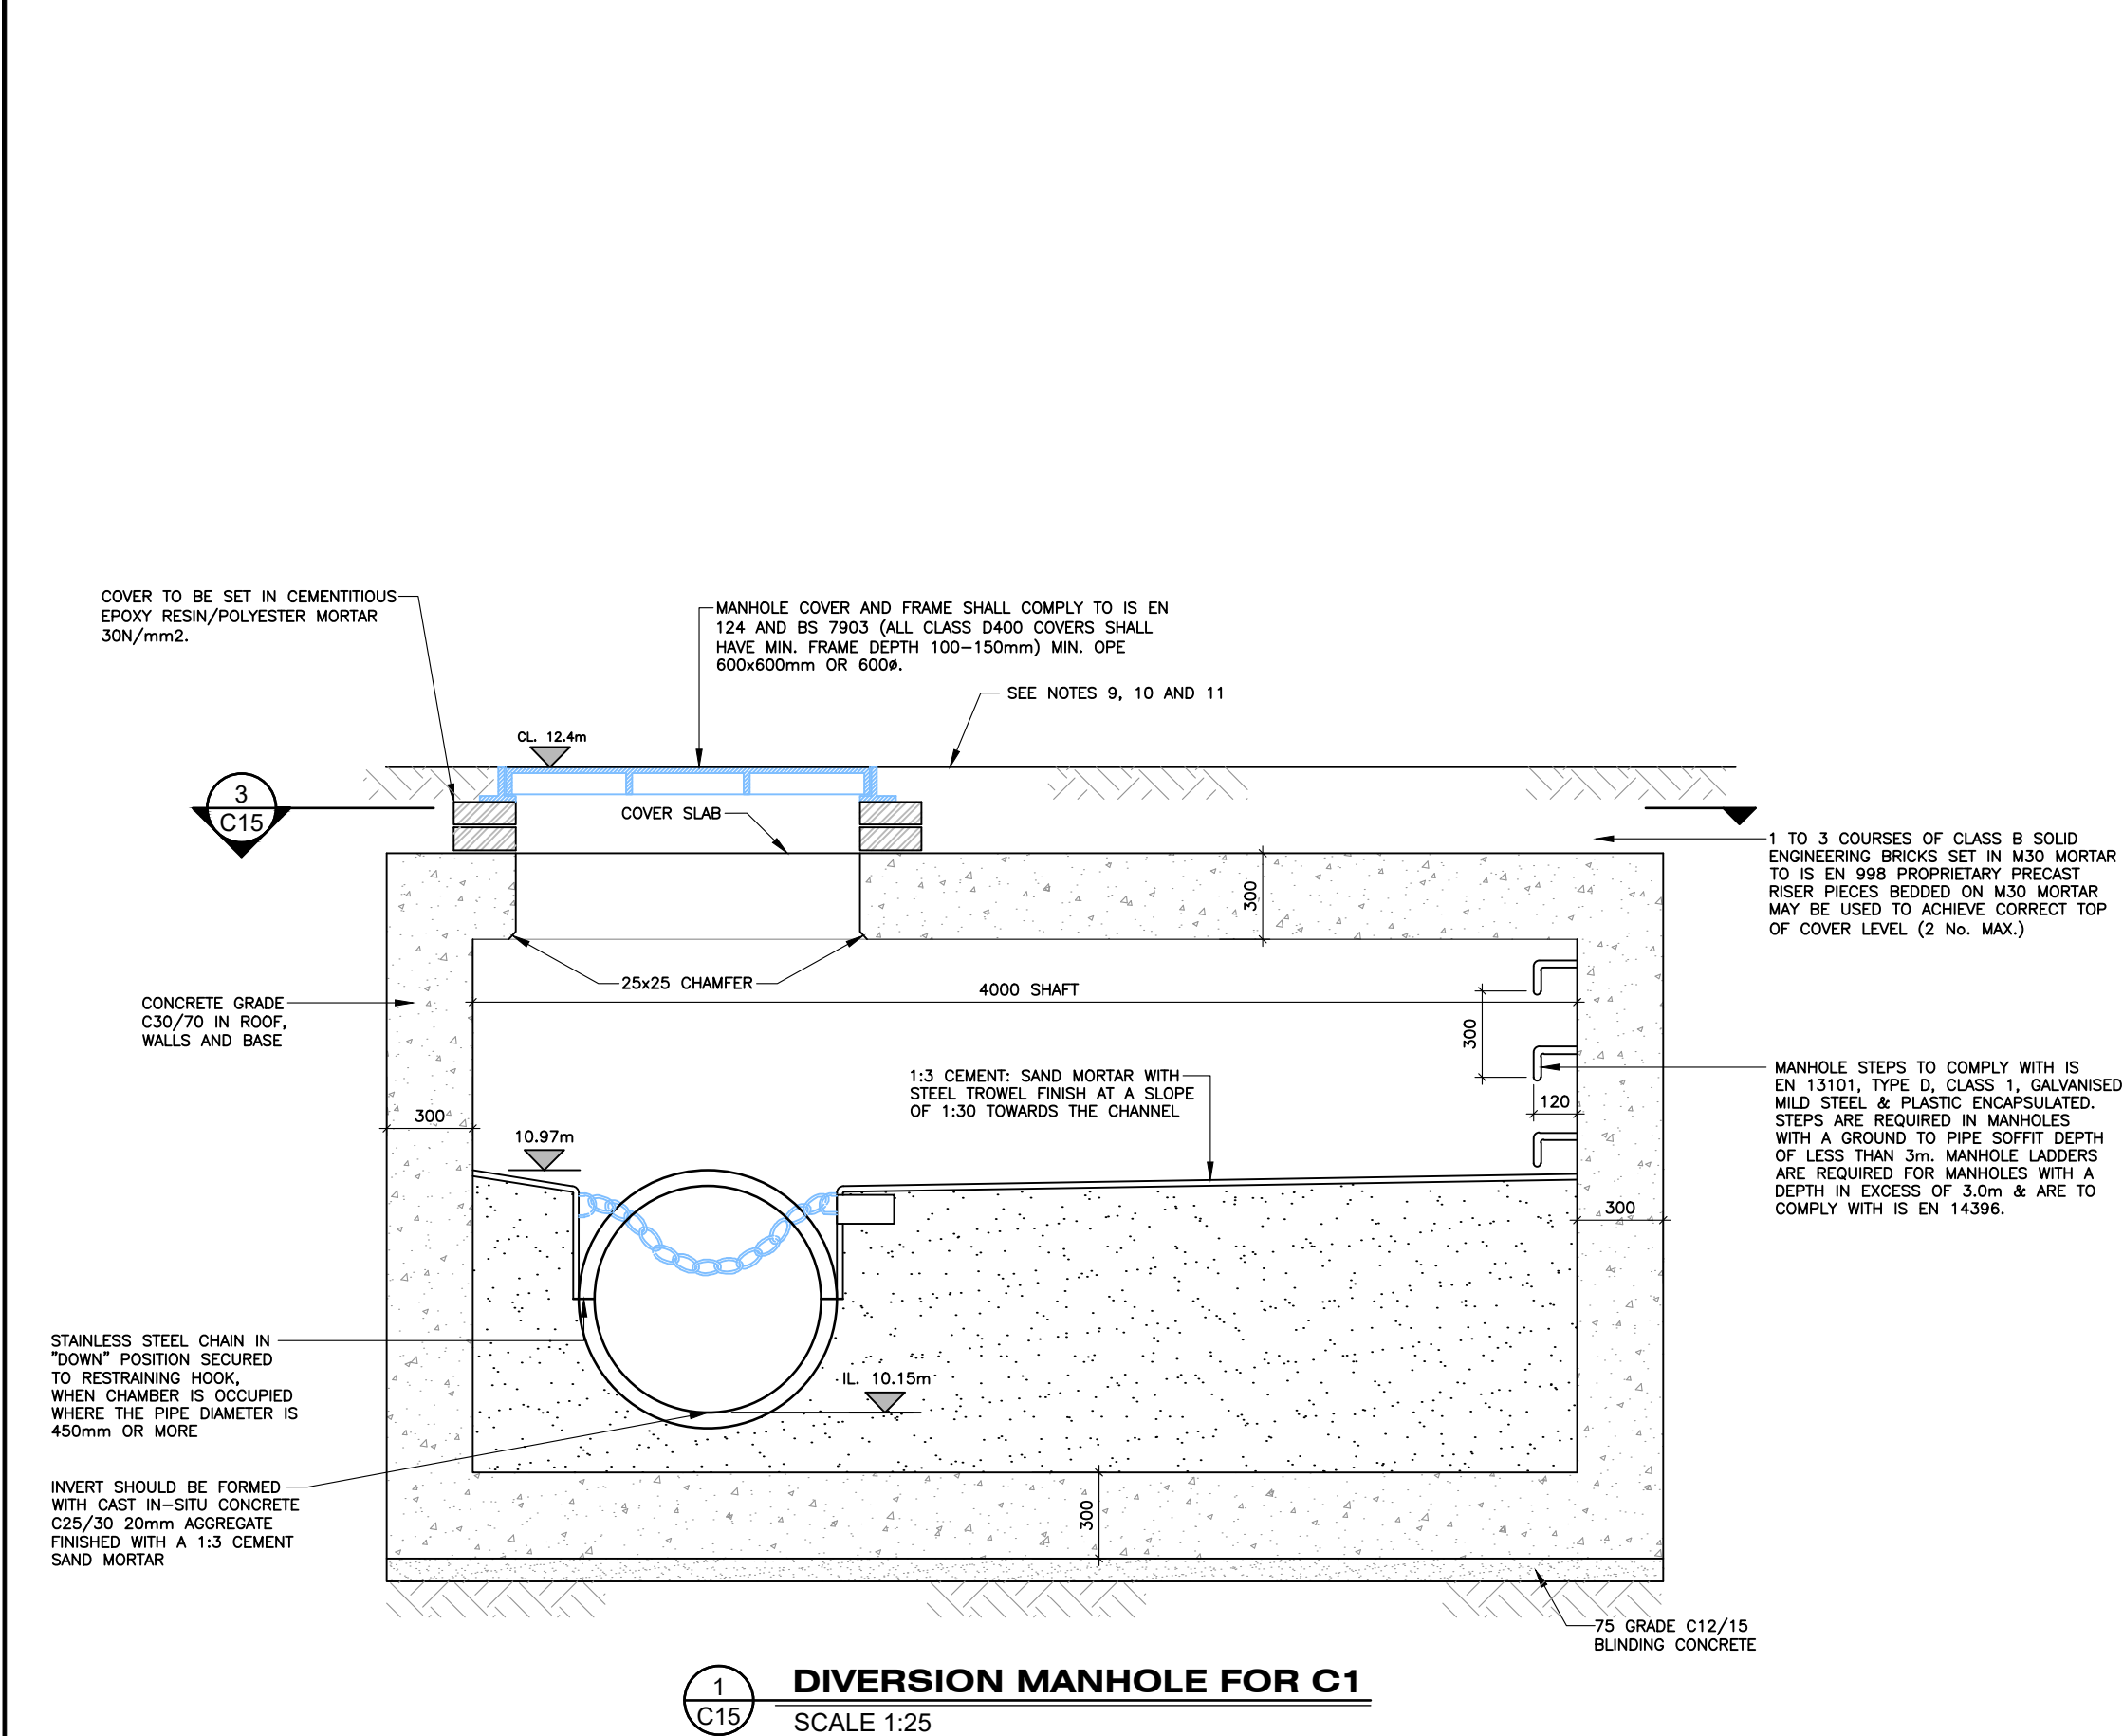 COVER TO BE SET IN CEMENTITIOUS
EPOXY RESIN/POLYESTER MORTAR
30N/mm2.
MANHOLE COVER AND FRAME SHALL COMPLY TO IS EN
124 AND BS 7903 (ALL CLASS D400 COVERS SHALL
HAVE MIN. FRAME DEPTH 100-150mm) MIN. OPE
600x600mm OR 600ø.
SEE NOTES 9, 10 AND 11
CL. 12.4m
3
C15
COVER SLAB
1 TO 3 COURSES OF CLASS B SOLID
ENGINEERING BRICKS SET IN M30 MORTAR
TO IS EN 998 PROPRIETARY PRECAST
RISER PIECES BEDDED ON M30 MORTAR
MAY BE USED TO ACHIEVE CORRECT TOP
OF COVER LEVEL (2 No. MAX.)
300
25x25 CHAMFER
4000 SHAFT
CONCRETE GRADE
C30/70 IN ROOF,
WALLS AND BASE
300
1:3 CEMENT: SAND MORTAR WITH
STEEL TROWEL FINISH AT A SLOPE
OF 1:30 TOWARDS THE CHANNEL
MANHOLE STEPS TO COMPLY WITH IS
EN 13101, TYPE D, CLASS 1, GALVANISED
MILD STEEL & PLASTIC ENCAPSULATED.
STEPS ARE REQUIRED IN MANHOLES
WITH A GROUND TO PIPE SOFFIT DEPTH
OF LESS THAN 3m. MANHOLE LADDERS
ARE REQUIRED FOR MANHOLES WITH A
DEPTH IN EXCESS OF 3.0m & ARE TO
COMPLY WITH IS EN 14396.
120
300
10.97m
300
STAINLESS STEEL CHAIN IN
"DOWN" POSITION SECURED
TO RESTRAINING HOOK,
WHEN CHAMBER IS OCCUPIED
WHERE THE PIPE DIAMETER IS
450mm OR MORE
IL. 10.15m
INVERT SHOULD BE FORMED
WITH CAST IN-SITU CONCRETE
C25/30 20mm AGGREGATE
FINISHED WITH A 1:3 CEMENT
SAND MORTAR
300
75 GRADE C12/15
BLINDING CONCRETE
1
C15
DIVERSION MANHOLE FOR C1
SCALE 1:25